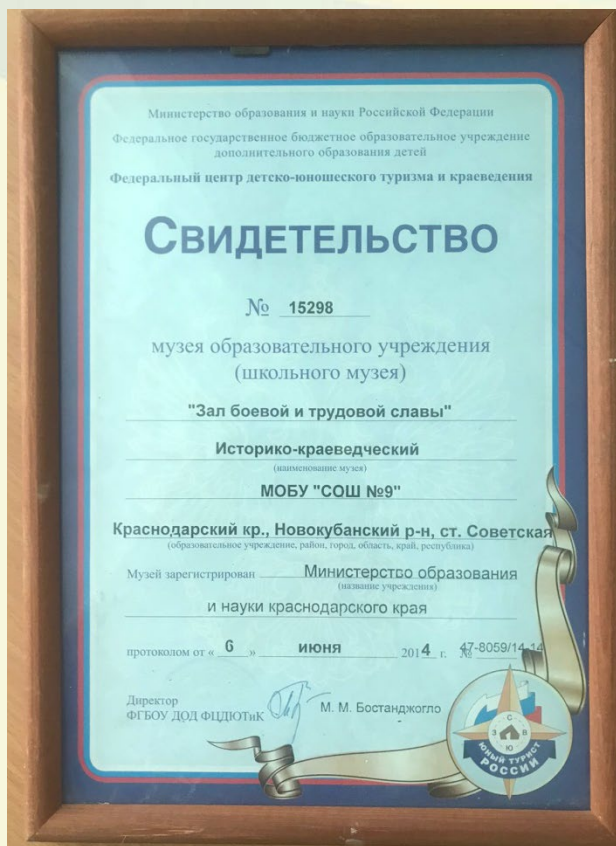 Министерство образования и науки Российской Федерации
Федеральное государственное бюджетное образовательное учреждение
дополнительного образования детей
Федеральный центр детско-юношеского туризма и краеведения
СВИДЕТЕЛЬСТВО
№ 15298
музея образовательного учреждения
(школьного музея)
"Зал боевой и трудовой славы"
Историко-краеведческий
(наименование музея)
МОБУ "СОШ №9"
Краснодарский кр., Новокубанский р-н, ст. Советская
(образовательное учреждение, район, город, область, край, республика)
Музей зарегистрирован Министерство образования
(название учреждения)
и науки краснодарского края
протоколом от « 6 » июня 2014 г. № 47-8059/14-14
Директор
ФГБОУ ДОД ФЦДЮТиК М. М. Бостанджогло
С
З В
Ю
ЮНЫЙ ТУРИСТ
РОССИИ